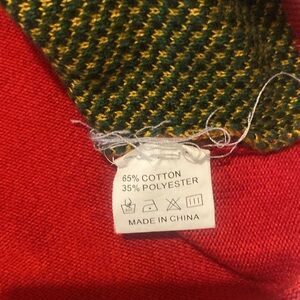 65% COTTON
35% POLYESTER
MADE IN CHINA